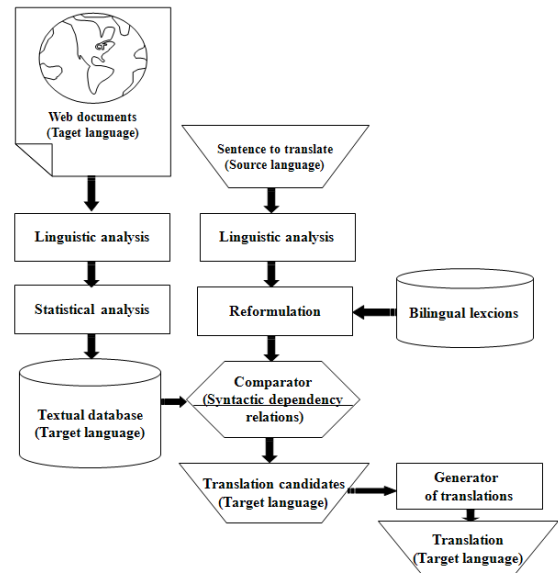 Web documents
(Taget language)
Sentence to translate
(Source language)
Linguistic analysis
Linguistic analysis
Statistical analysis
Reformulation
Bilingual lexcions
Textual database
(Target language)
Comparator
(Syntactic dependency
relations)
Translation candidates
(Target language)
Generator
of translations
Translation
(Target language)